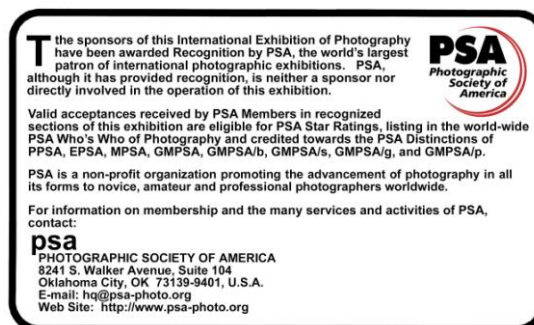 The sponsors of this International Exhibition of Photography
have been awarded Recognition by PSA, the world's largest
patron of international photographic exhibitions. PSA,
although it has provided recognition, is neither a sponsor nor
directly involved in the operation of this exhibition.
PSA
Photographic
Society of
America
Valid acceptances received by PSA Members in recognized
sections of this exhibition are eligible for PSA Star Ratings, listing in the world-wide
PSA Who's Who of Photography and credited towards the PSA Distinctions of
PPSA, EPSA, MPSA, GMPSA, GMPSA/b, GMPSA/s, GMPSA/g, and GMPSA/p.
PSA is a non-profit organization promoting the advancement of photography in all
its forms to novice, amateur and professional photographers worldwide.
For information on membership and the many services and activities of PSA,
contact:
psa
PHOTOGRAPHIC SOCIETY OF AMERICA
8241 S. Walker Avenue, Suite 104
Oklahoma City, OK 73139-9401, U.S.A.
E-mail: hq@psa-photo.org
Web Site: http://www.psa-photo.org